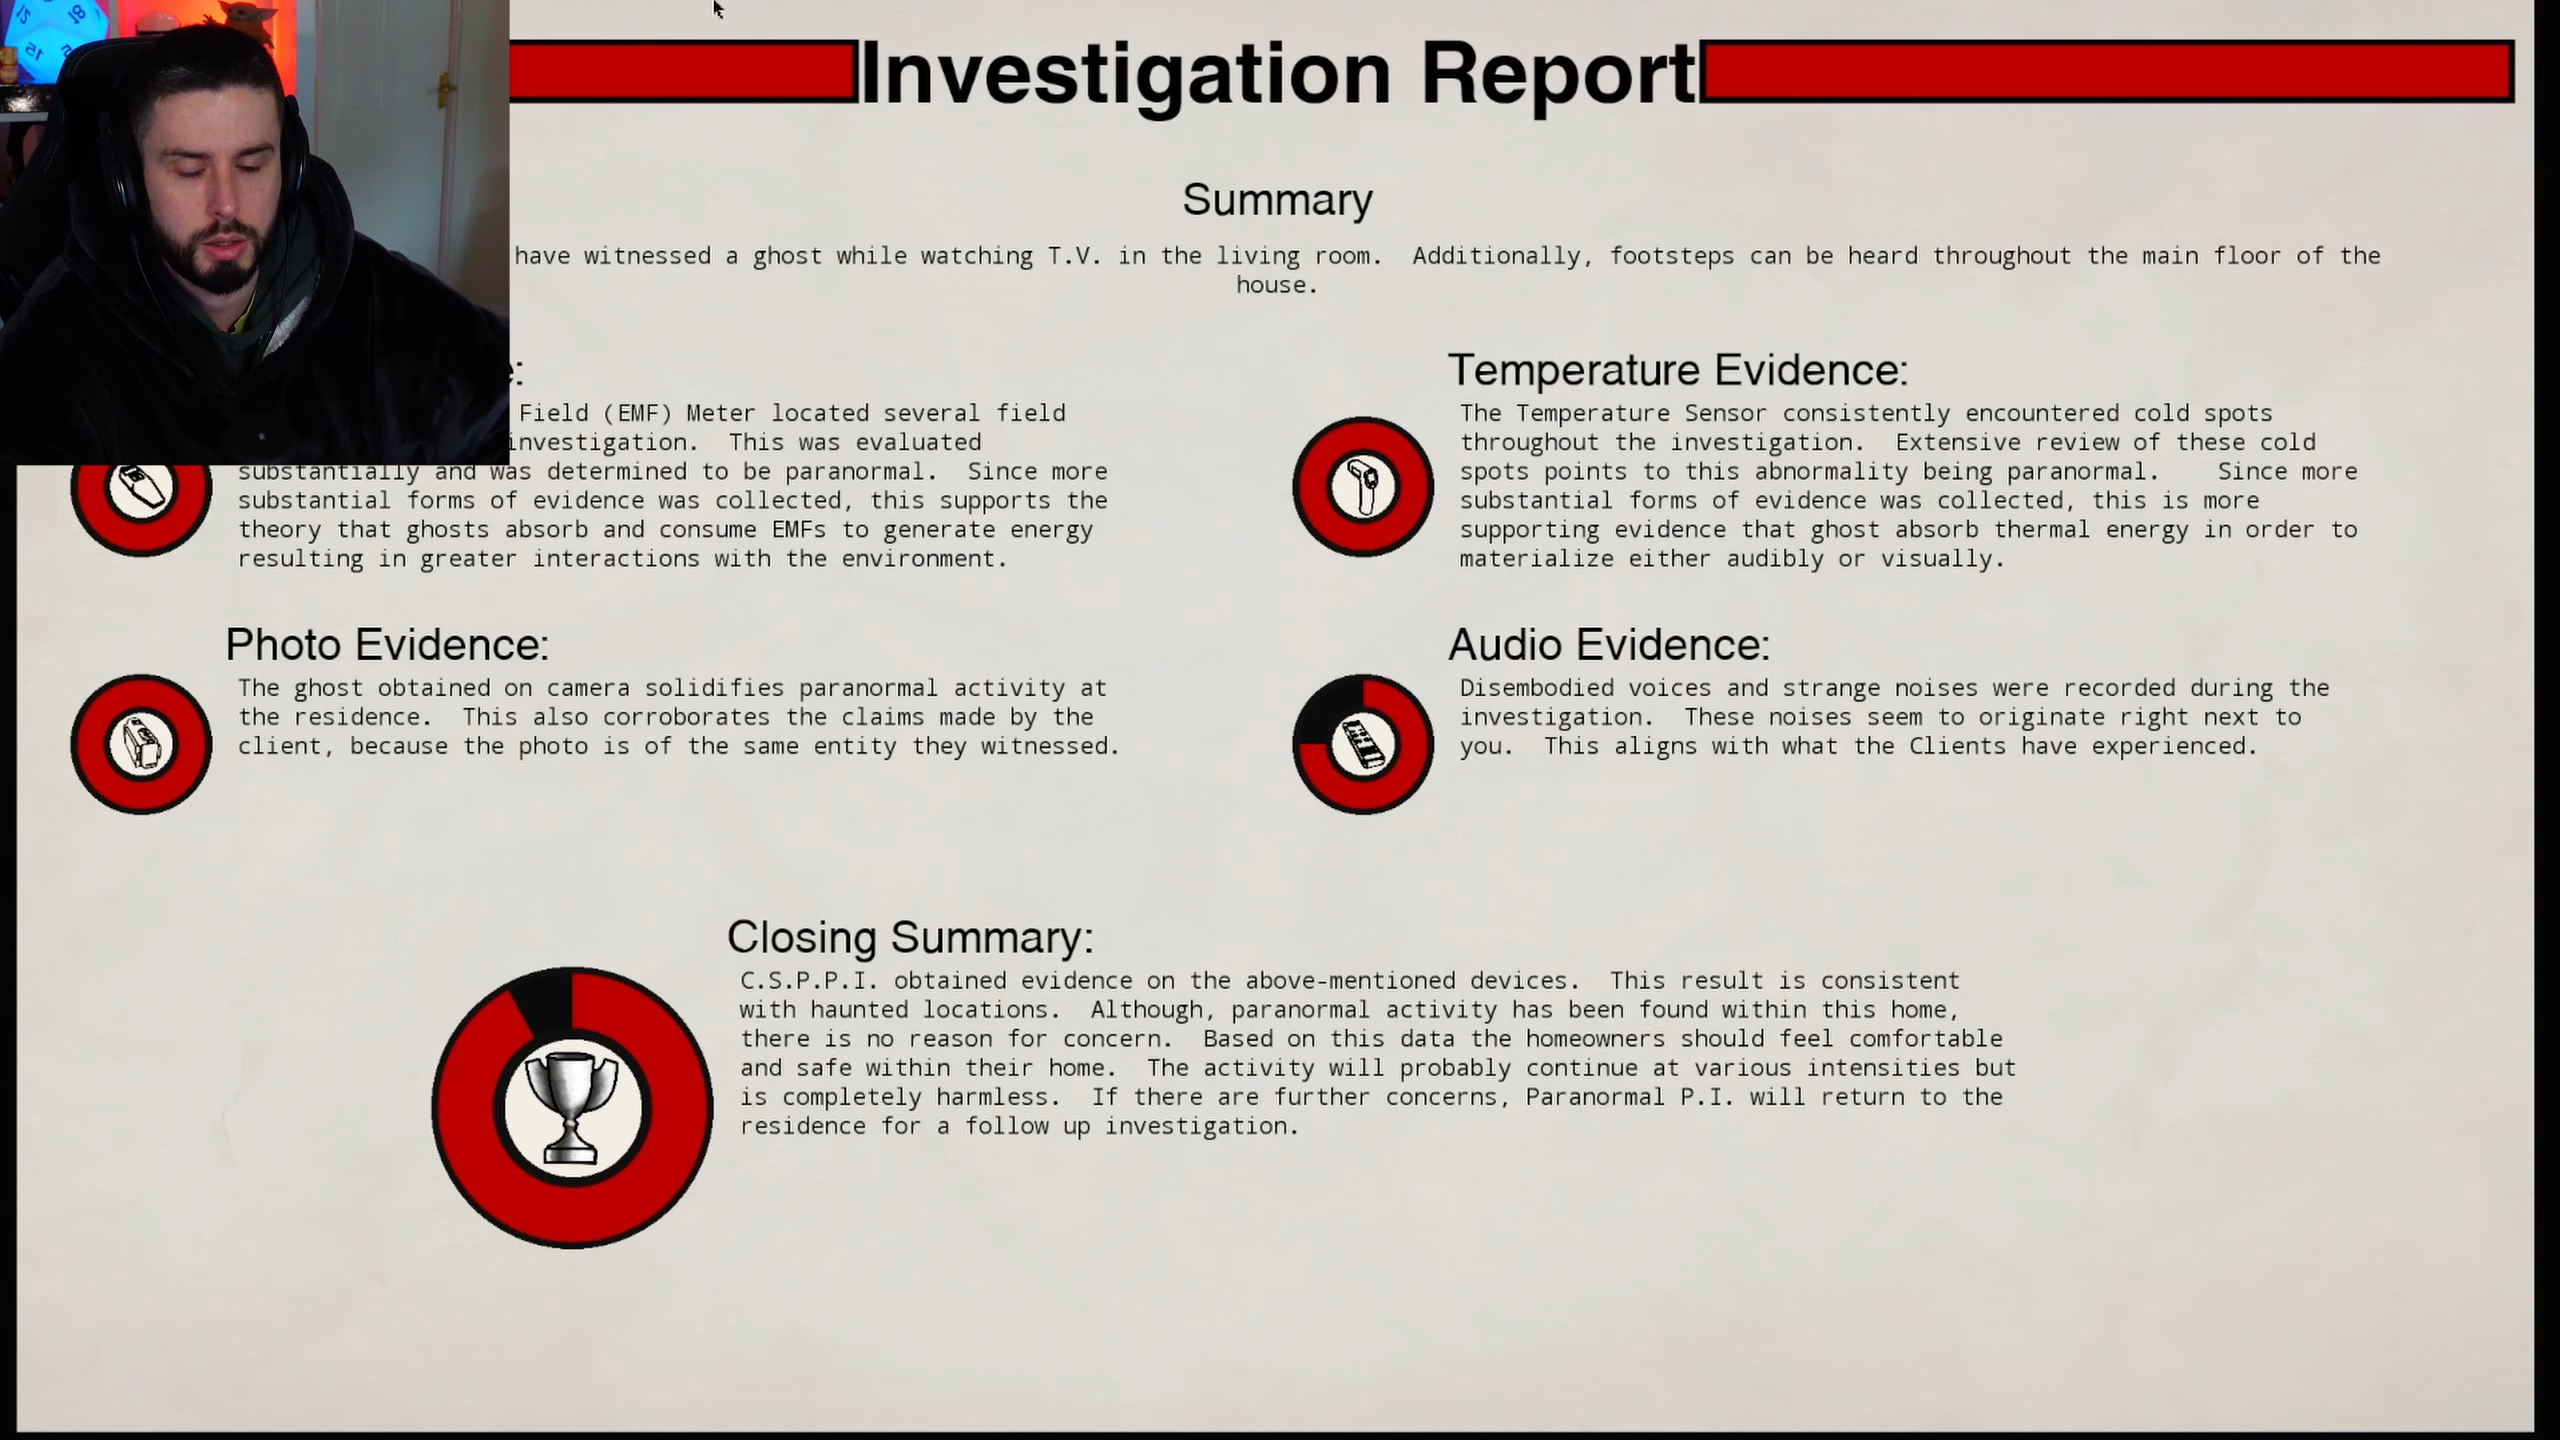 Investigation Report
Summary
have witnessed a ghost while watching T.V. in the living room. Additionally, footsteps can be heard throughout the main floor of the
house.
e:
Field (EMF) Meter located several field
investigation. This was evaluated
substantially and was determined to be paranormal. Since more
substantial forms of evidence was collected, this supports the
theory that ghosts absorb and consume EMFs to generate energy
resulting in greater interactions with the environment.
Temperature Evidence:
The Temperature Sensor consistently encountered cold spots
throughout the investigation. Extensive review of these cold
spots points to this abnormality being paranormal. Since more
substantial forms of evidence was collected, this is more
supporting evidence that ghost absorb thermal energy in order to
materialize either audibly or visually.
Photo Evidence:
The ghost obtained on camera solidifies paranormal activity at
the residence. This also corroborates the claims made by the
client, because the photo is of the same entity they witnessed.
Audio Evidence:
Disembodied voices and strange noises were recorded during the
investigation. These noises seem to originate right next to
you. This aligns with what the Clients have experienced.
Closing Summary:
C.S.P.P.I. obtained evidence on the above-mentioned devices. This result is consistent
with haunted locations. Although, paranormal activity has been found within this home,
there is no reason for concern. Based on this data the homeowners should feel comfortable
and safe within their home. The activity will probably continue at various intensities but
is completely harmless. If there are further concerns, Paranormal P.I. will return to the
residence for a follow up investigation.